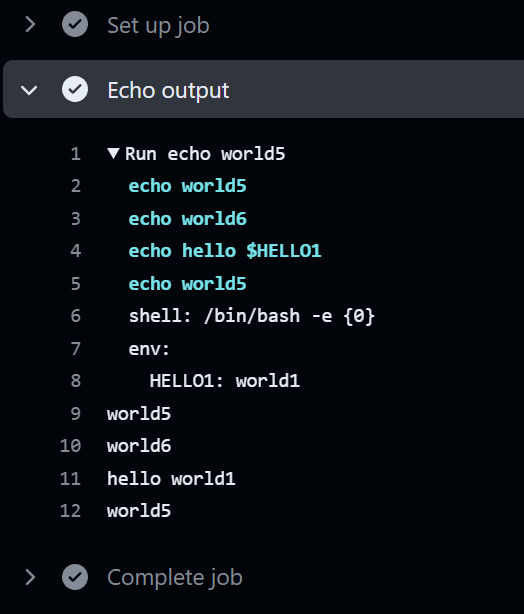 Set up job
Echo output
1 Run echo world5
2 echo world5
3 echo world6
4 echo hello $HELLO1
5 echo world5
6 shell: /bin/bash -e {0}
7 env:
8 HELLO1: world1
9 world5
10 world6
11 hello world1
12 world5
Complete job